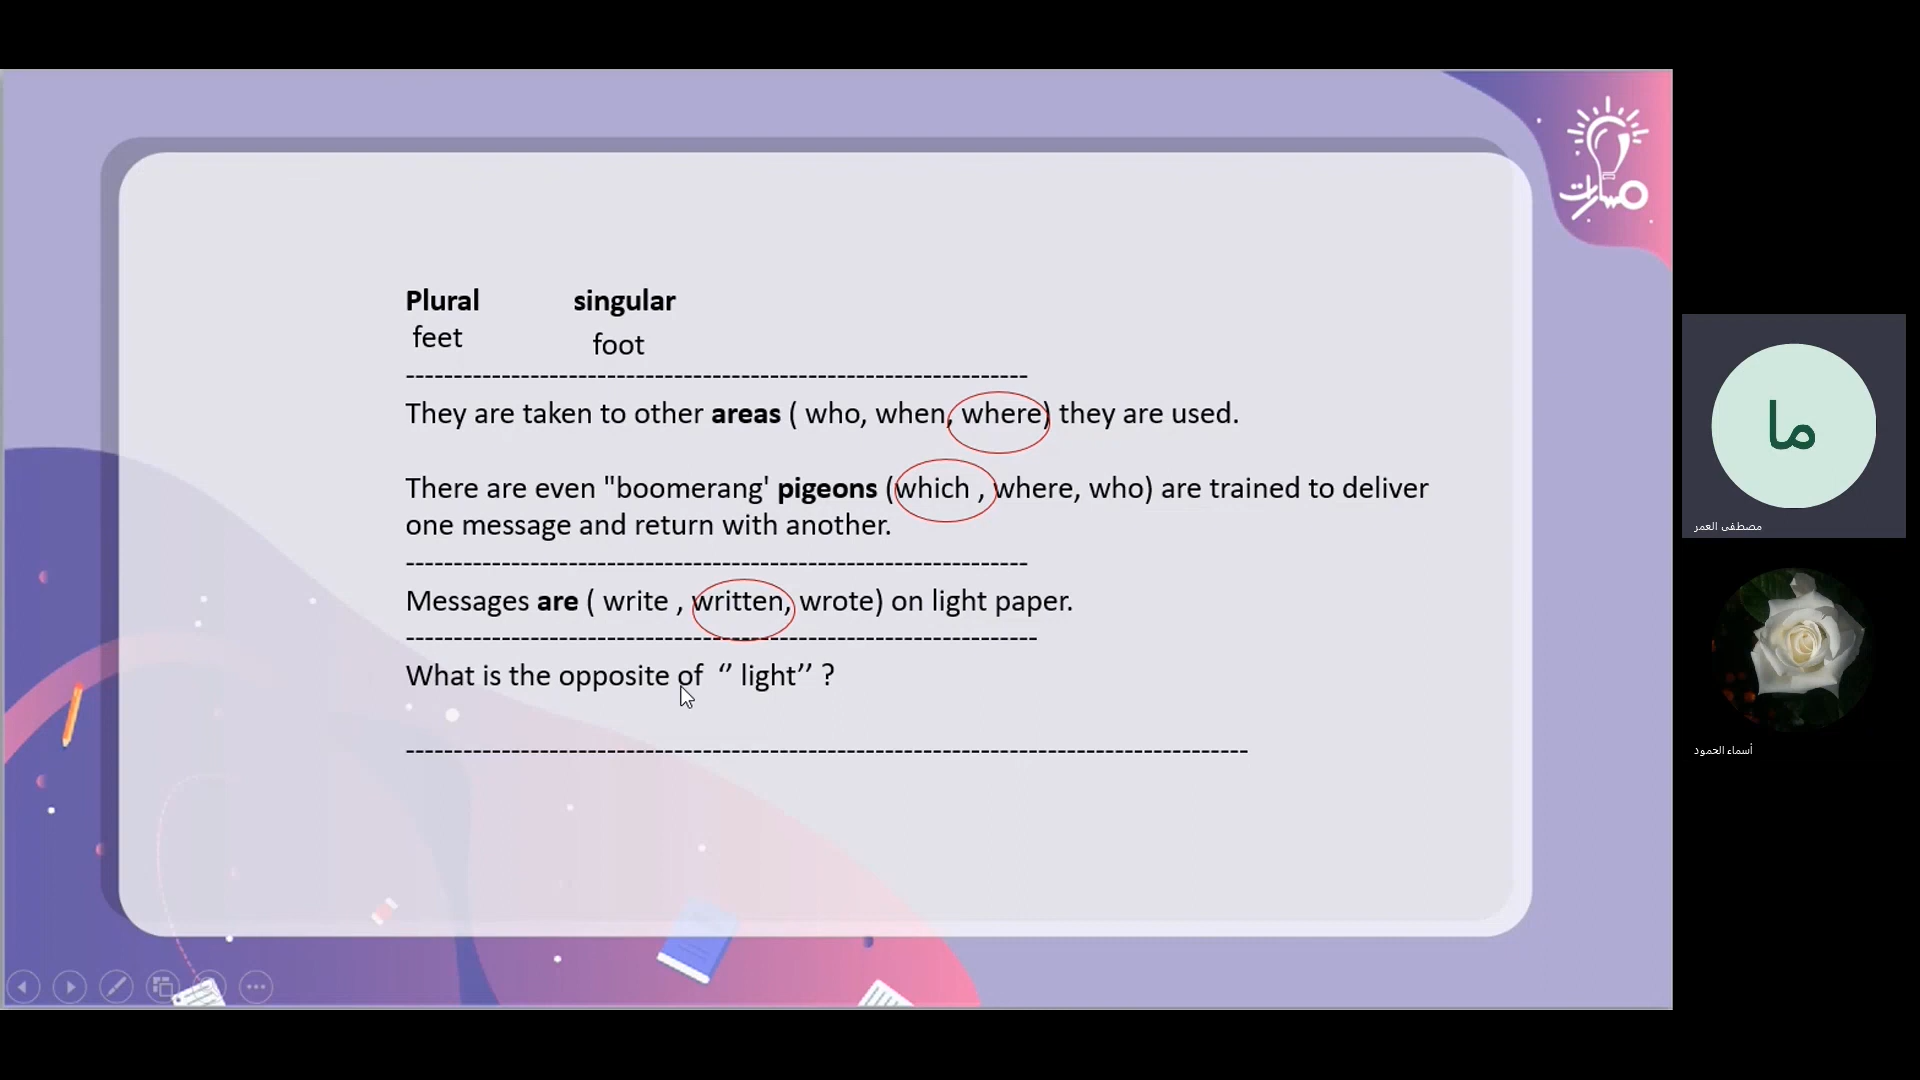 مسارات
Plural singular
feet foot
-----------------------------------------------------------------
They are taken to other areas ( who, when, where) they are used.
There are even "boomerang' pigeons (which , where, who) are trained to deliver
one message and return with another.
-----------------------------------------------------------------
Messages are ( write , written, wrote) on light paper.
------------------------------------------------------------------
What is the opposite of ‘’ light’’ ?
----------------------------------------------------------------------------------------
ما
مصطفى العمر
أسماء الحمود